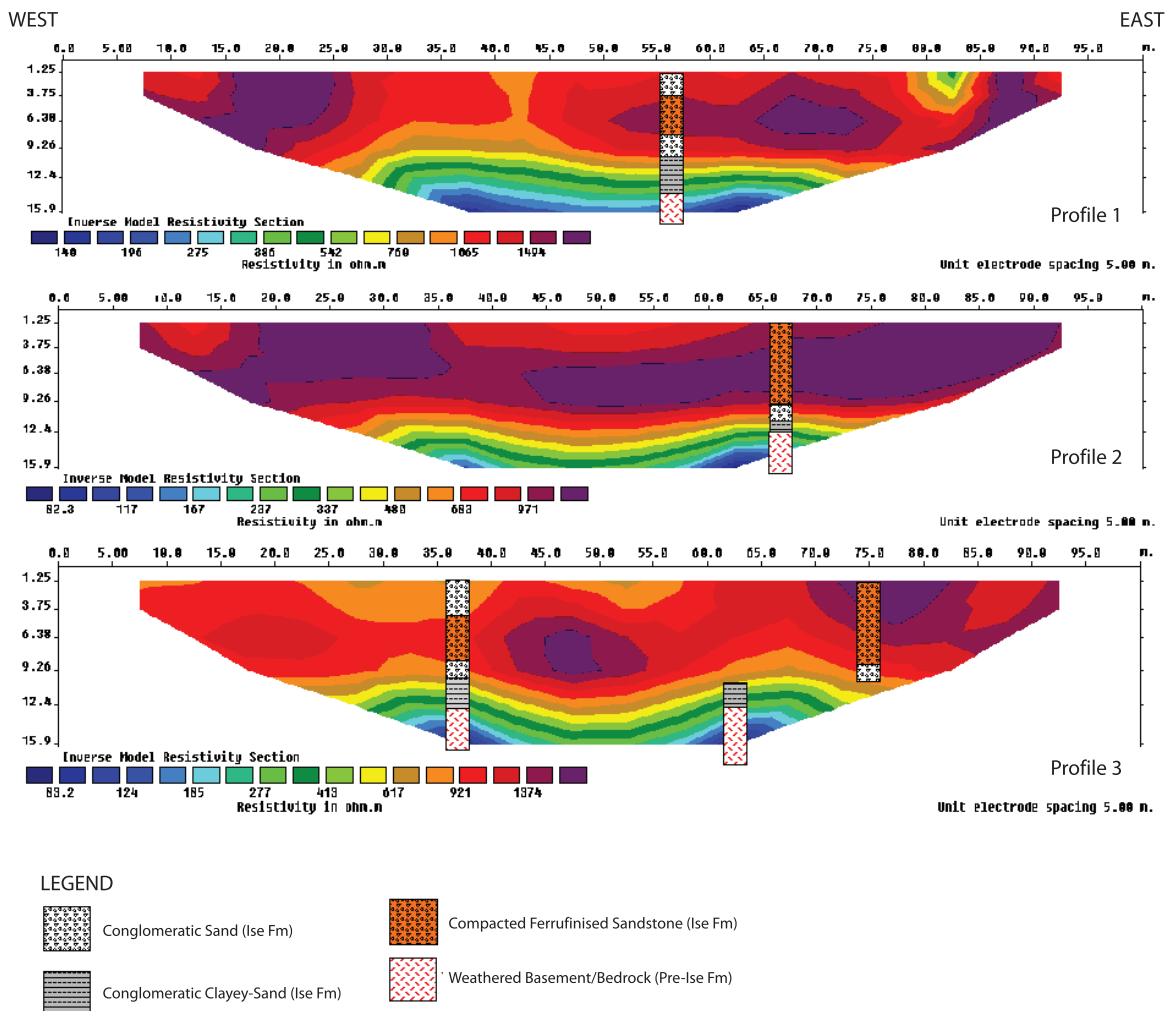 WEST EAST
0.0 5.00 10.0 15.0 20.0 25.0 30.0 35.0 40.0 45.0 50.0 55.0 60.0 65.0 70.0 75.0 80.0 85.0 90.0 95.0 m.
1.25
3.75
6.38
9.26
12.4
15.9
Profile 1
Inverse Model Resistivity Section
140 196 275 386 542 760 1065 1494
Resistivity in ohm.m Unit electrode spacing 5.00 m.
0.0 5.00 10.0 15.0 20.0 25.0 30.0 35.0 40.0 45.0 50.0 55.0 60.0 65.0 70.0 75.0 80.0 85.0 90.0 95.0 m.
1.25
3.75
6.38
9.26
12.4
15.9
Profile 2
Inverse Model Resistivity Section
117 167 237 337 480 683 971
Resistivity in ohm.m Unit electrode spacing 5.00 m.
0.0 5.00 10.0 15.0 20.0 25.0 30.0 35.0 40.0 45.0 50.0 55.0 60.0 65.0 70.0 75.0 80.0 85.0 90.0 95.0 m.
1.25
3.75
6.38
9.26
12.4
15.9
Profile 3
Inverse Model Resistivity Section
124 185 277 413 617 921 1374
Resistivity in ohm.m Unit electrode spacing 5.00 m.
LEGEND
Conglomeratic Sand (Ise Fm) Compacted Ferrufinised Sandstone (Ise Fm)
Conglomeratic Clayey-Sand (Ise Fm) Weathered Basement/Bedrock (Pre-Ise Fm)